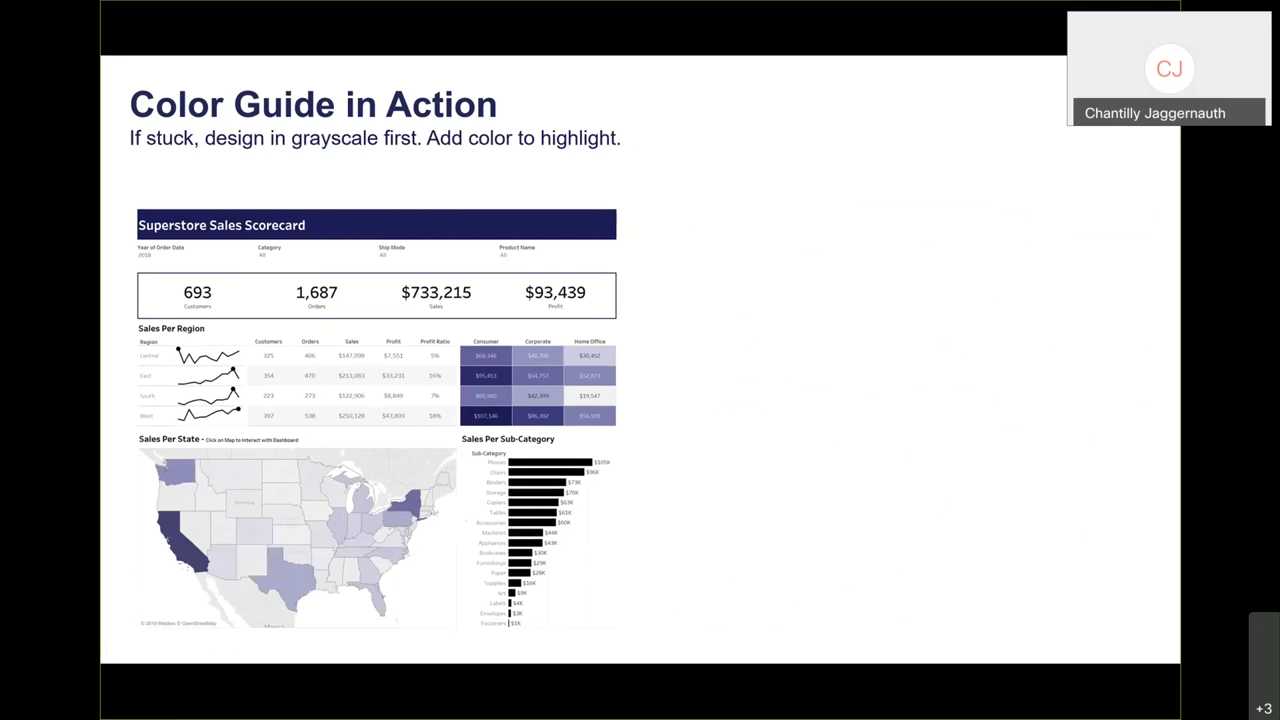 Chantilly Jaggernauth
CJ
Color Guide in Action
If stuck, design in grayscale first. Add color to highlight.
Superstore Sales Scorecard
Year of Order Date Category Ship Mode Product Name
2018 All All All
693 1,687 $733,215 $93,439
Customers Orders Sales Profit
Sales Per Region
Region Customers Orders Sales Profit Profit Ratio Consumer Corporate Home Office
Central 325 406 $147,098 $7,551 5% $30,452
East 354 470 $213,083 $33,231 16% $95,453 $64,757 $52,873
South 223 273 $122,906 $8,849 7% $60,960 $42,399 $19,547
West 397 538 $250,128 $43,809 18% $107,146 $86,392 $56,591
Sales Per State - Click on Map to Interact with Dashboard
© 2018 Mapbox © OpenStreetMap
Mexico
Sales Per Sub-Category
Sub-Category
Phones $105K
Chairs $96K
Binders $73K
Storage $70K
Copiers $63K
Tables $61K
Accessories $60K
Machines $44K
Appliances $43K
Bookcases $30K
Furnishings $29K
Paper $28K
Supplies $16K
Art $9K
Labels $4K
Envelopes $3K
Fasteners $1K
+3